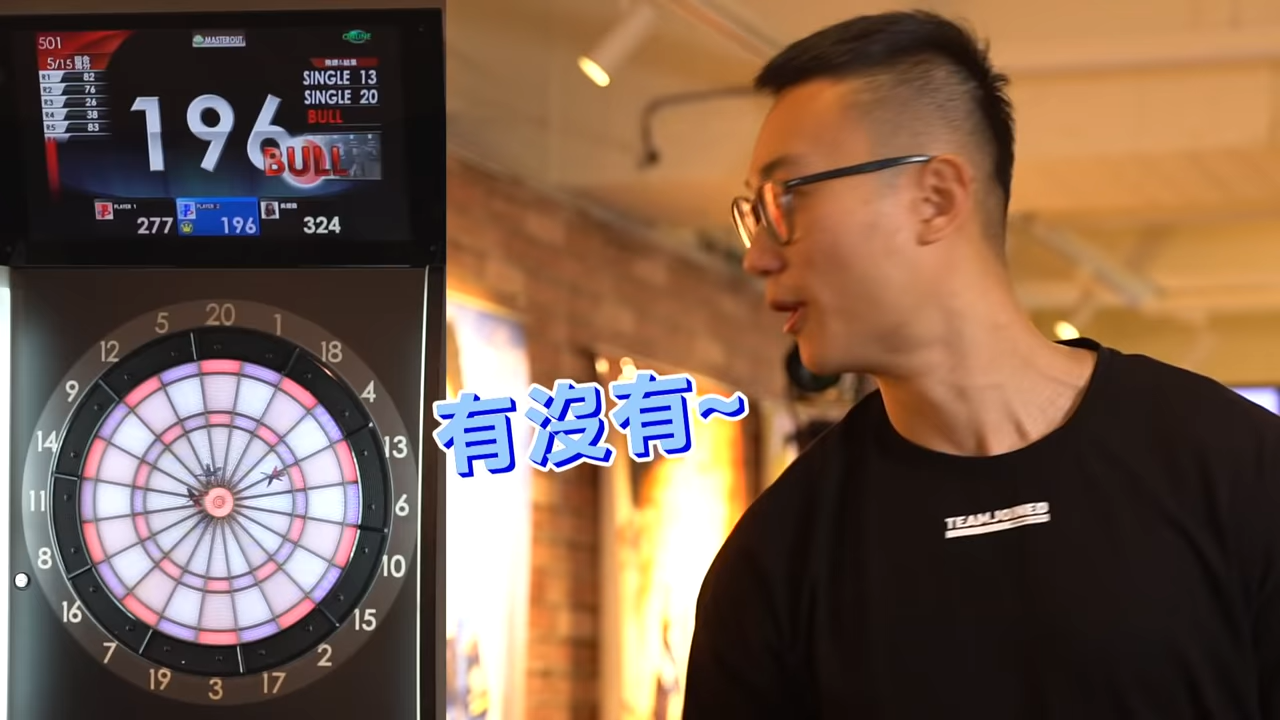 501
MASTEROUT
ONLINE
5/15
R1 82
R2 76
R3 26
R4 38
R5 83
196
SINGLE 13
SINGLE 20
BULL
BULL
PLAYER 1
277
PLAYER 2
196
324
20
1
18
4
13
6
10
15
2
17
3
19
7
16
8
11
14
9
12
5
有沒有~